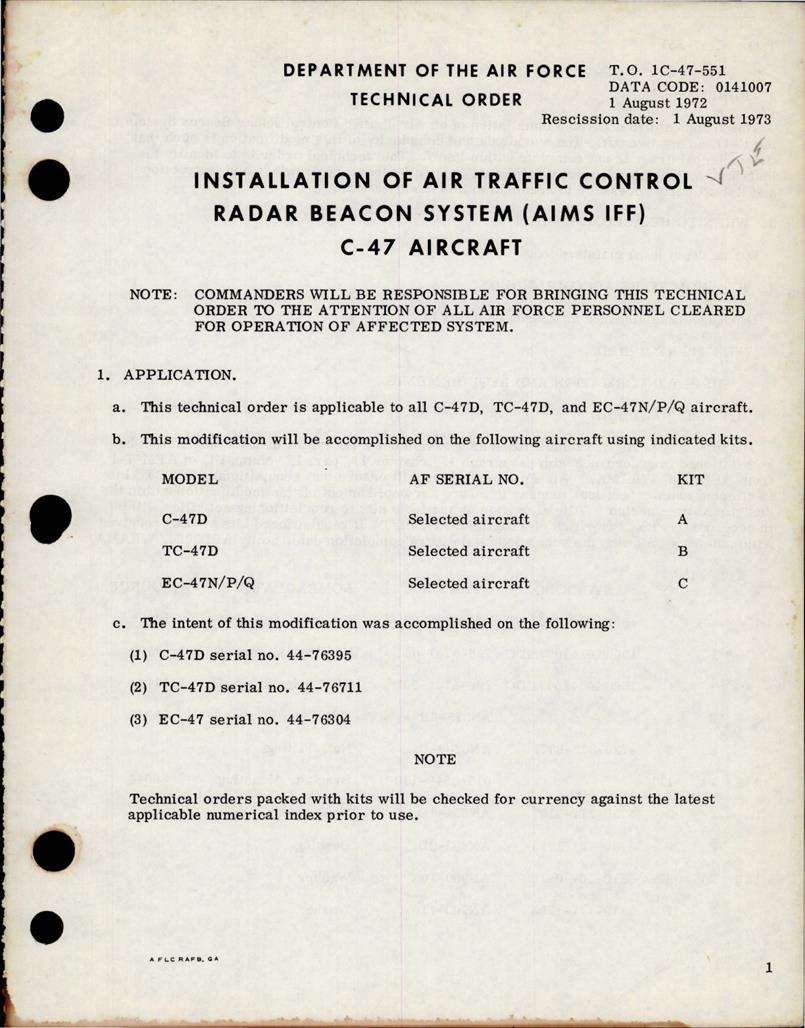 DEPARTMENT OF THE AIR FORCE T.O. 1C-47-551
DATA CODE: 0141007
TECHNICAL ORDER 1 August 1972
Rescission date: 1 August 1973
INSTALLATION OF AIR TRAFFIC CONTROL
RADAR BEACON SYSTEM (AIMS IFF)
C-47 AIRCRAFT
NOTE: COMMANDERS WILL BE RESPONSIBLE FOR BRINGING THIS TECHNICAL
ORDER TO THE ATTENTION OF ALL AIR FORCE PERSONNEL CLEARED
FOR OPERATION OF AFFECTED SYSTEM.
1. APPLICATION.
a. This technical order is applicable to all C-47D, TC-47D, and EC-47N/P/Q aircraft.
b. This modification will be accomplished on the following aircraft using indicated kits.
MODEL AF SERIAL NO. KIT
C-47D Selected aircraft A
TC-47D Selected aircraft B
EC-47N/P/Q Selected aircraft C
c. The intent of this modification was accomplished on the following:
(1) C-47D serial no. 44-76395
(2) TC-47D serial no. 44-76711
(3) EC-47 serial no. 44-76304
NOTE
Technical orders packed with kits will be checked for currency against the latest
applicable numerical index prior to use.
AFLC RAFB, GA
1